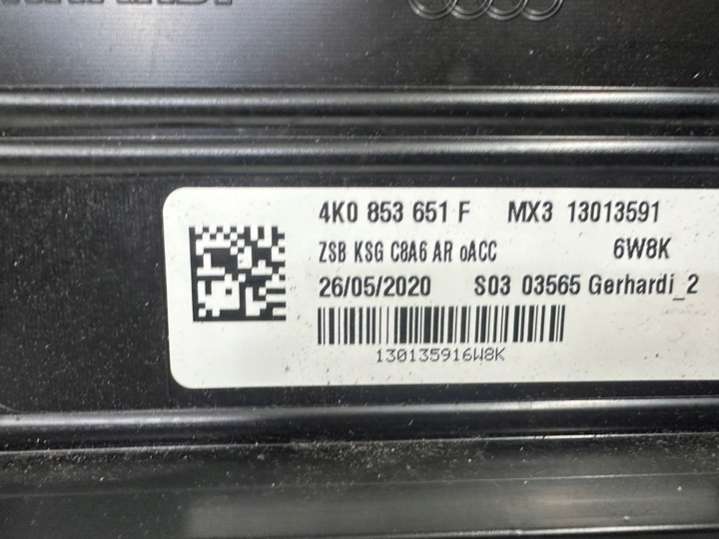 4K0 853 651 F MX3 13013591
ZSB KSG C8A6 AR oACC 6W8K
26/05/2020 S03 03565 Gerhardi_2
130135916W8K